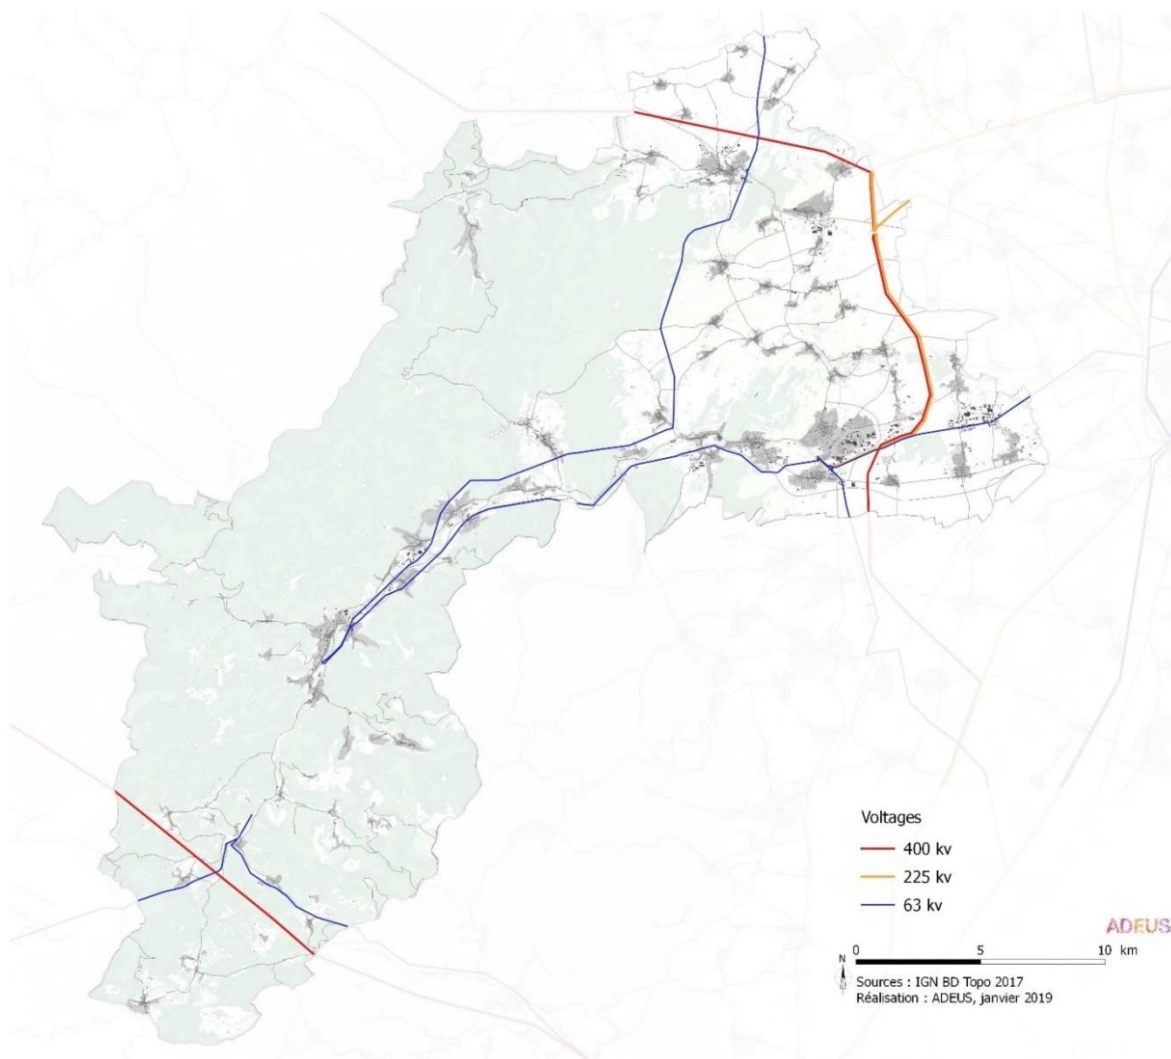 Voltages
400 kv
225 kv
63 kv
ADEUS
0 5 10 km
N
Sources : IGN BD Topo 2017
Réalisation : ADEUS, janvier 2019